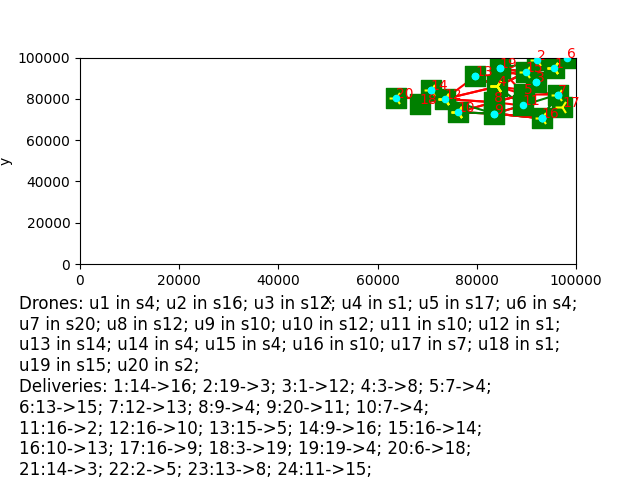 2
6
100000
80000
60000
40000
20000
0
y
0
20000
40000
60000
80000
100000
x
Drones: u1 in s4; u2 in s16; u3 in s12; u4 in s1; u5 in s17; u6 in s4;
u7 in s20; u8 in s12; u9 in s10; u10 in s12; u11 in s10; u12 in s1;
u13 in s14; u14 in s4; u15 in s4; u16 in s10; u17 in s7; u18 in s1;
u19 in s15; u20 in s2;
Deliveries: 1:14->16; 2:19->3; 3:1->12; 4:3->8; 5:7->4;
6:13->15; 7:12->13; 8:9->4; 9:20->11; 10:7->4;
11:16->2; 12:16->10; 13:15->5; 14:9->16; 15:16->14;
16:10->13; 17:16->9; 18:3->19; 19:19->4; 20:6->18;
21:14->3; 22:2->5; 23:13->8; 24:11->15;